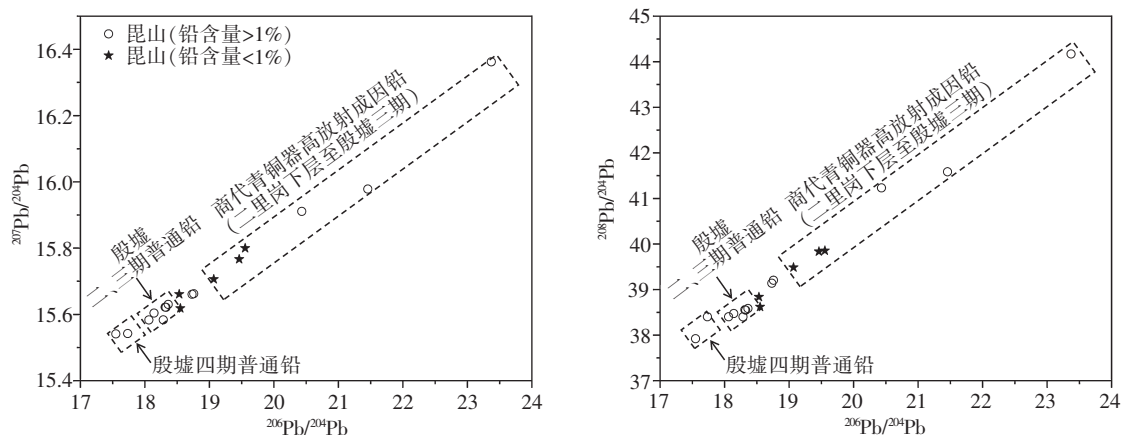 ○ 昆山(铅含量>1%)
★ 昆山(铅含量<1%)
商代青铜器高放射成因铅
(二里岗下层至殷墟三期)
殷墟
一、二期普通铅
殷墟四期普通铅
²⁰⁷Pb/²⁰⁴Pb
16.4
16.2
16.0
15.8
15.6
15.4
17 18 19 20 21 22 23 24
²⁰⁶Pb/²⁰⁴Pb
商代青铜器高放射成因铅
(二里岗下层至殷墟三期)
殷墟
一、二期普通铅
殷墟四期普通铅
²⁰⁸Pb/²⁰⁴Pb
45
44
43
42
41
40
39
38
37
17 18 19 20 21 22 23 24
²⁰⁶Pb/²⁰⁴Pb